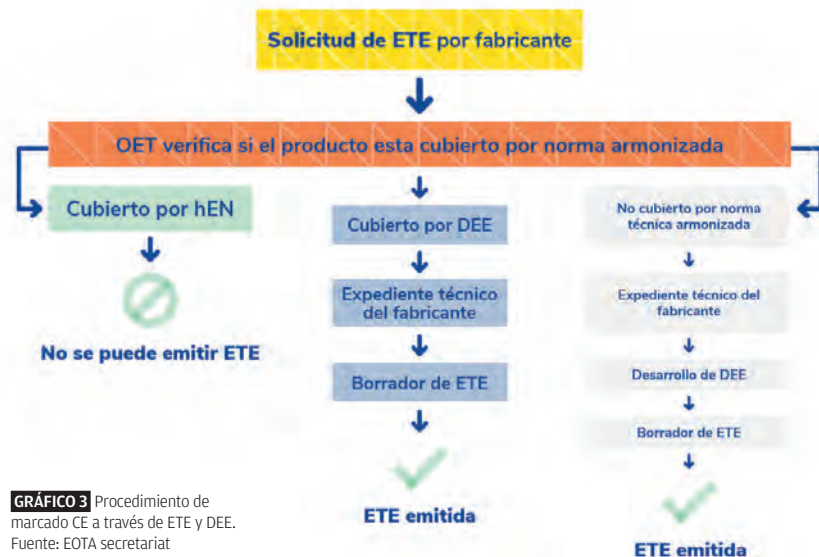 Solicitud de ETE por fabricante
OET verifica si el producto esta cubierto por norma armonizada
Cubierto por hEN
No se puede emitir ETE
Cubierto por DEE
Expediente técnico
del fabricante
Borrador de ETE
ETE emitida
No cubierto por norma
técnica armonizada
Expediente técnico del
fabricante
Desarrollo de DEE
Borrador de ETE
ETE emitida
GRÁFICO 3 Procedimiento de
marcado CE a través de ETE y DEE.
Fuente: EOTA secretariat